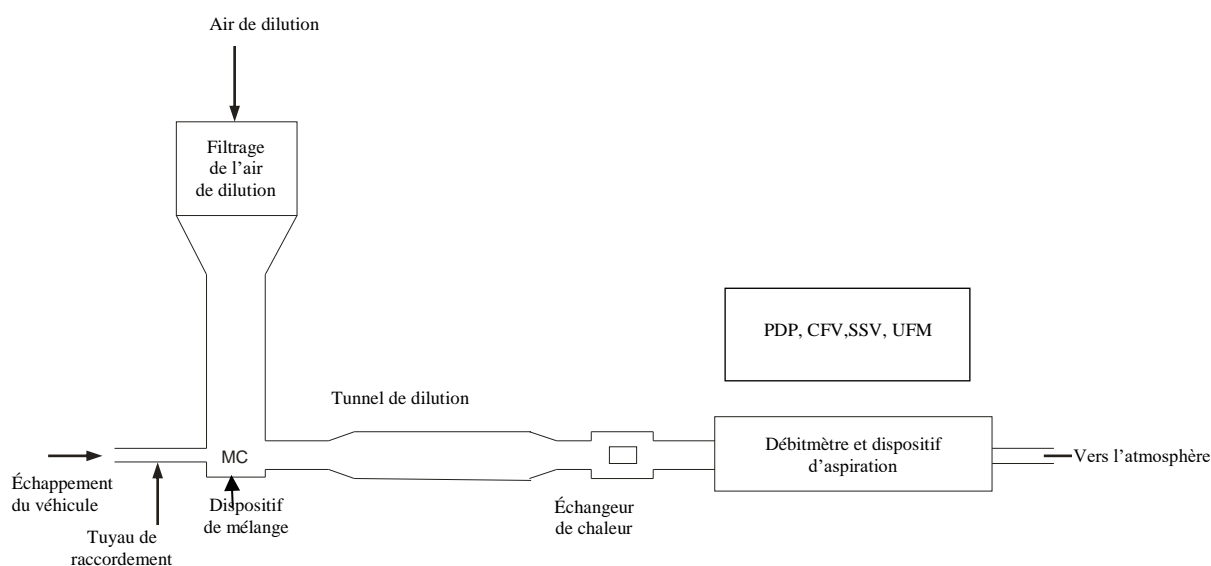 Air de dilution
Filtrage
de l’air
de dilution
PDP, CFV,SSV, UFM
Tunnel de dilution
MC
Débitmètre et dispositif
d’aspiration
Vers l’atmosphère
Échappement
du véhicule
Dispositif
de mélange
Échangeur
de chaleur
Tuyau de
raccordement